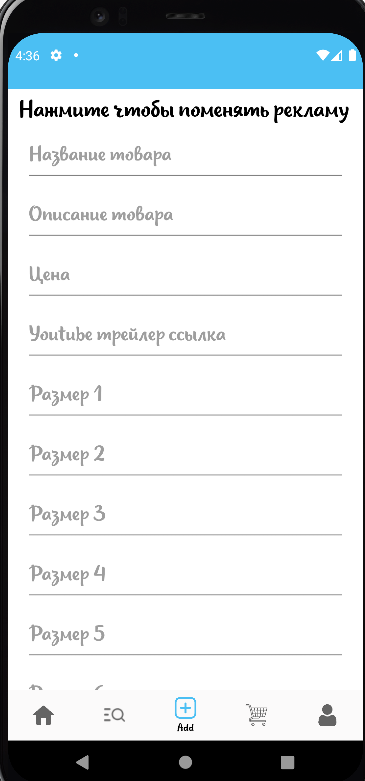 4:36
Нажмите чтобы поменять рекламу
Название товара
Описание товара
Цена
Youtube трейлер ссылка
Размер 1
Размер 2
Размер 3
Размер 4
Размер 5
Add